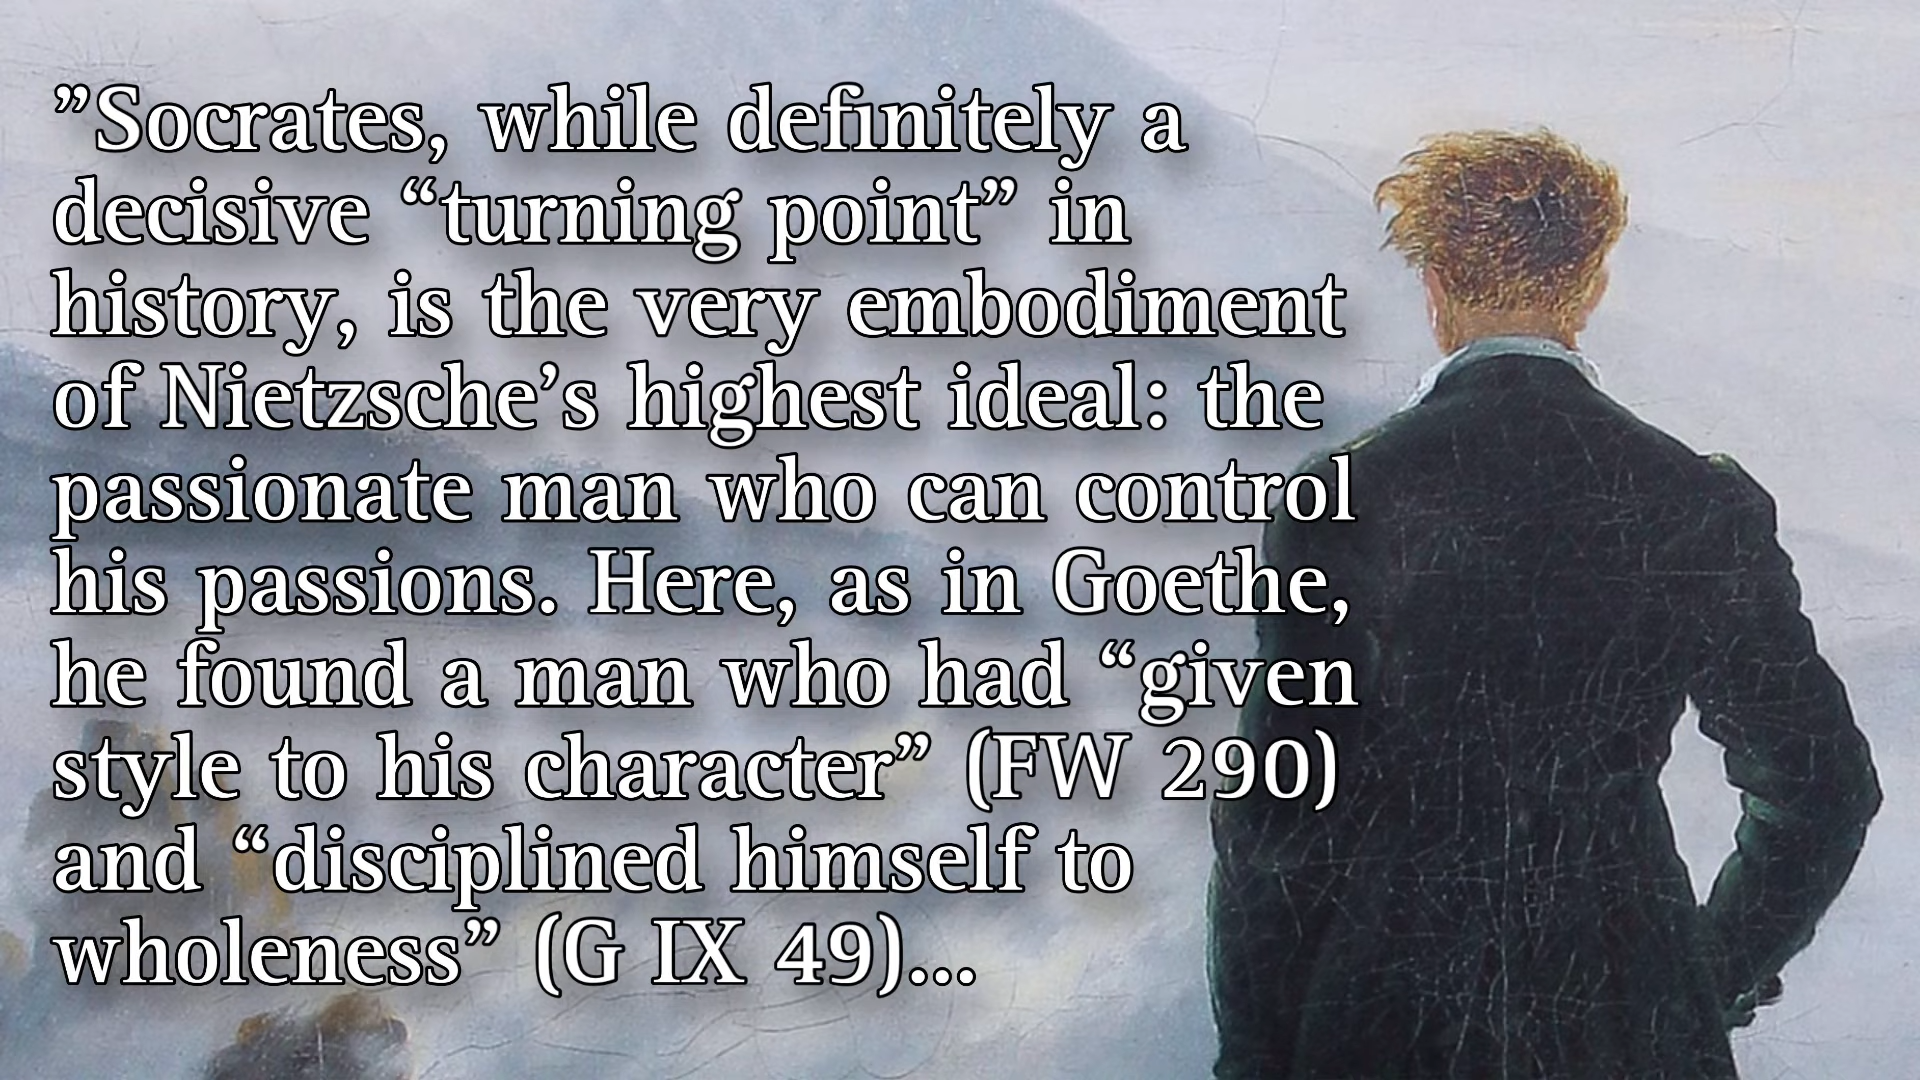 ”Socrates, while definitely a
decisive “turning point” in
history, is the very embodiment
of Nietzsche’s highest ideal: the
passionate man who can control
his passions. Here, as in Goethe,
he found a man who had “given
style to his character” (FW 290)
and “disciplined himself to
wholeness” (G IX 49)...